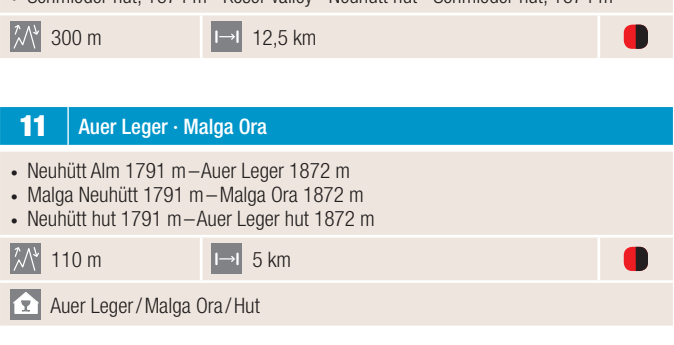 300 m
12,5 km
11 Auer Leger · Malga Ora
• Neuhütt Alm 1791 m – Auer Leger 1872 m
• Malga Neuhütt 1791 m – Malga Ora 1872 m
• Neuhütt hut 1791 m – Auer Leger hut 1872 m
110 m
5 km
Auer Leger / Malga Ora / Hut